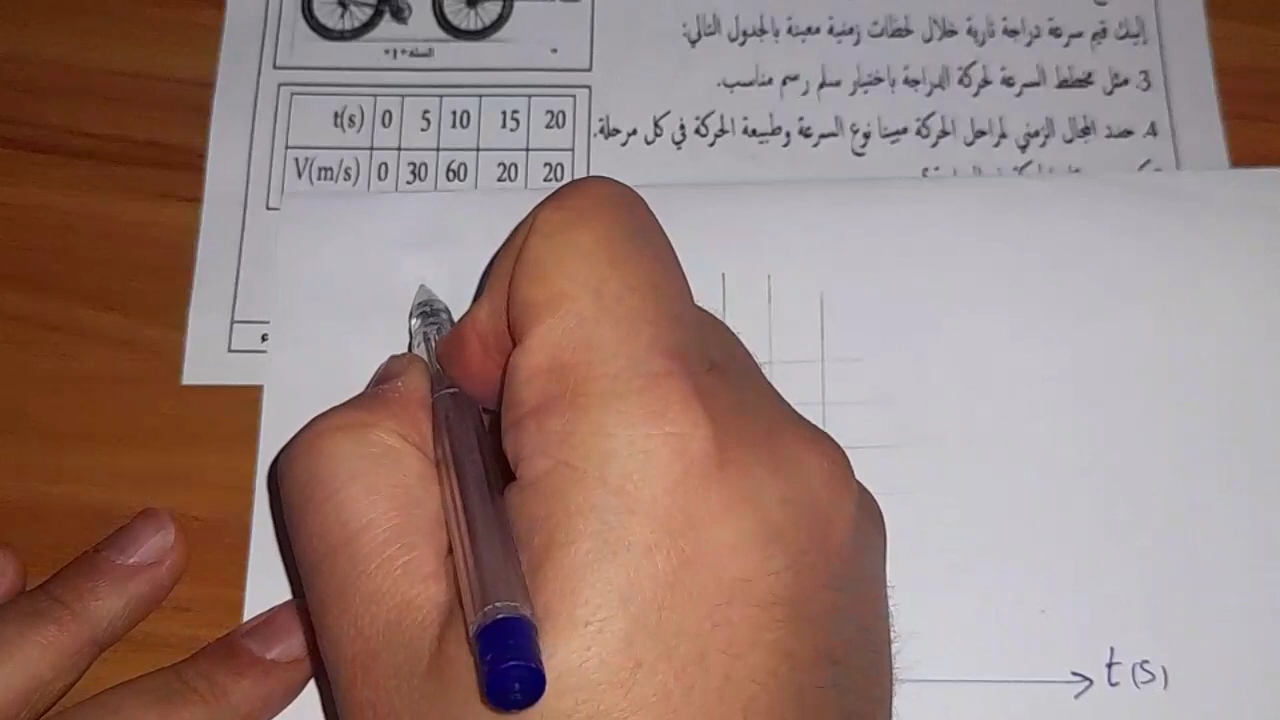 إليك قيم سرعة دراجة نارية خلال لحظات زمنية معينة بالجدول التالي:
3. مثل مخطط السرعة لحركة الدراجة باختيار سلم رسم مناسب.
4. حدد المجال الزمني لمراحل الحركة مبينا نوع السرعة وطبيعة الحركة في كل مرحلة.
t(s) 0 5 10 15 20
V(m/s) 0 30 60 20 20
t(s)